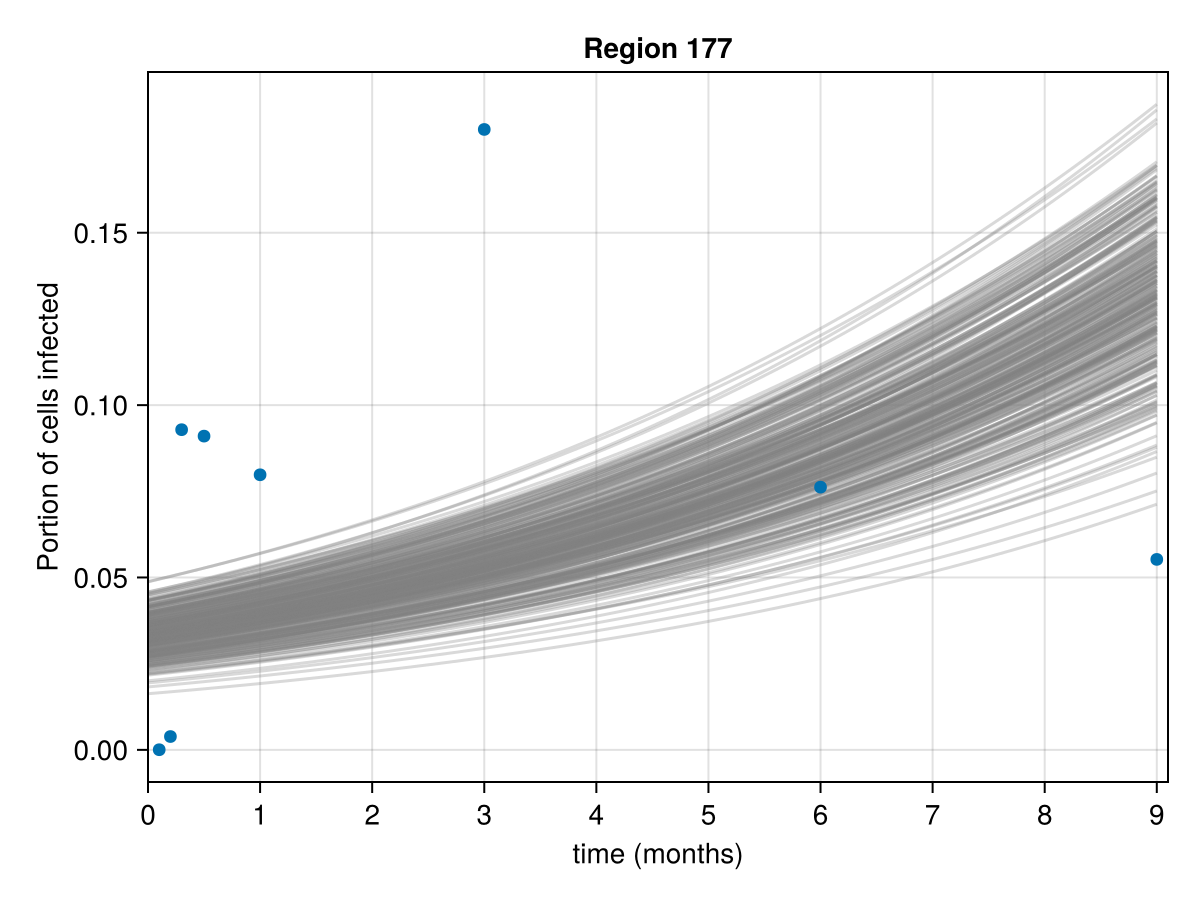 Region 177
Portion of cells infected
0.15
0.10
0.05
0.00
0 1 2 3 4 5 6 7 8 9
time (months)